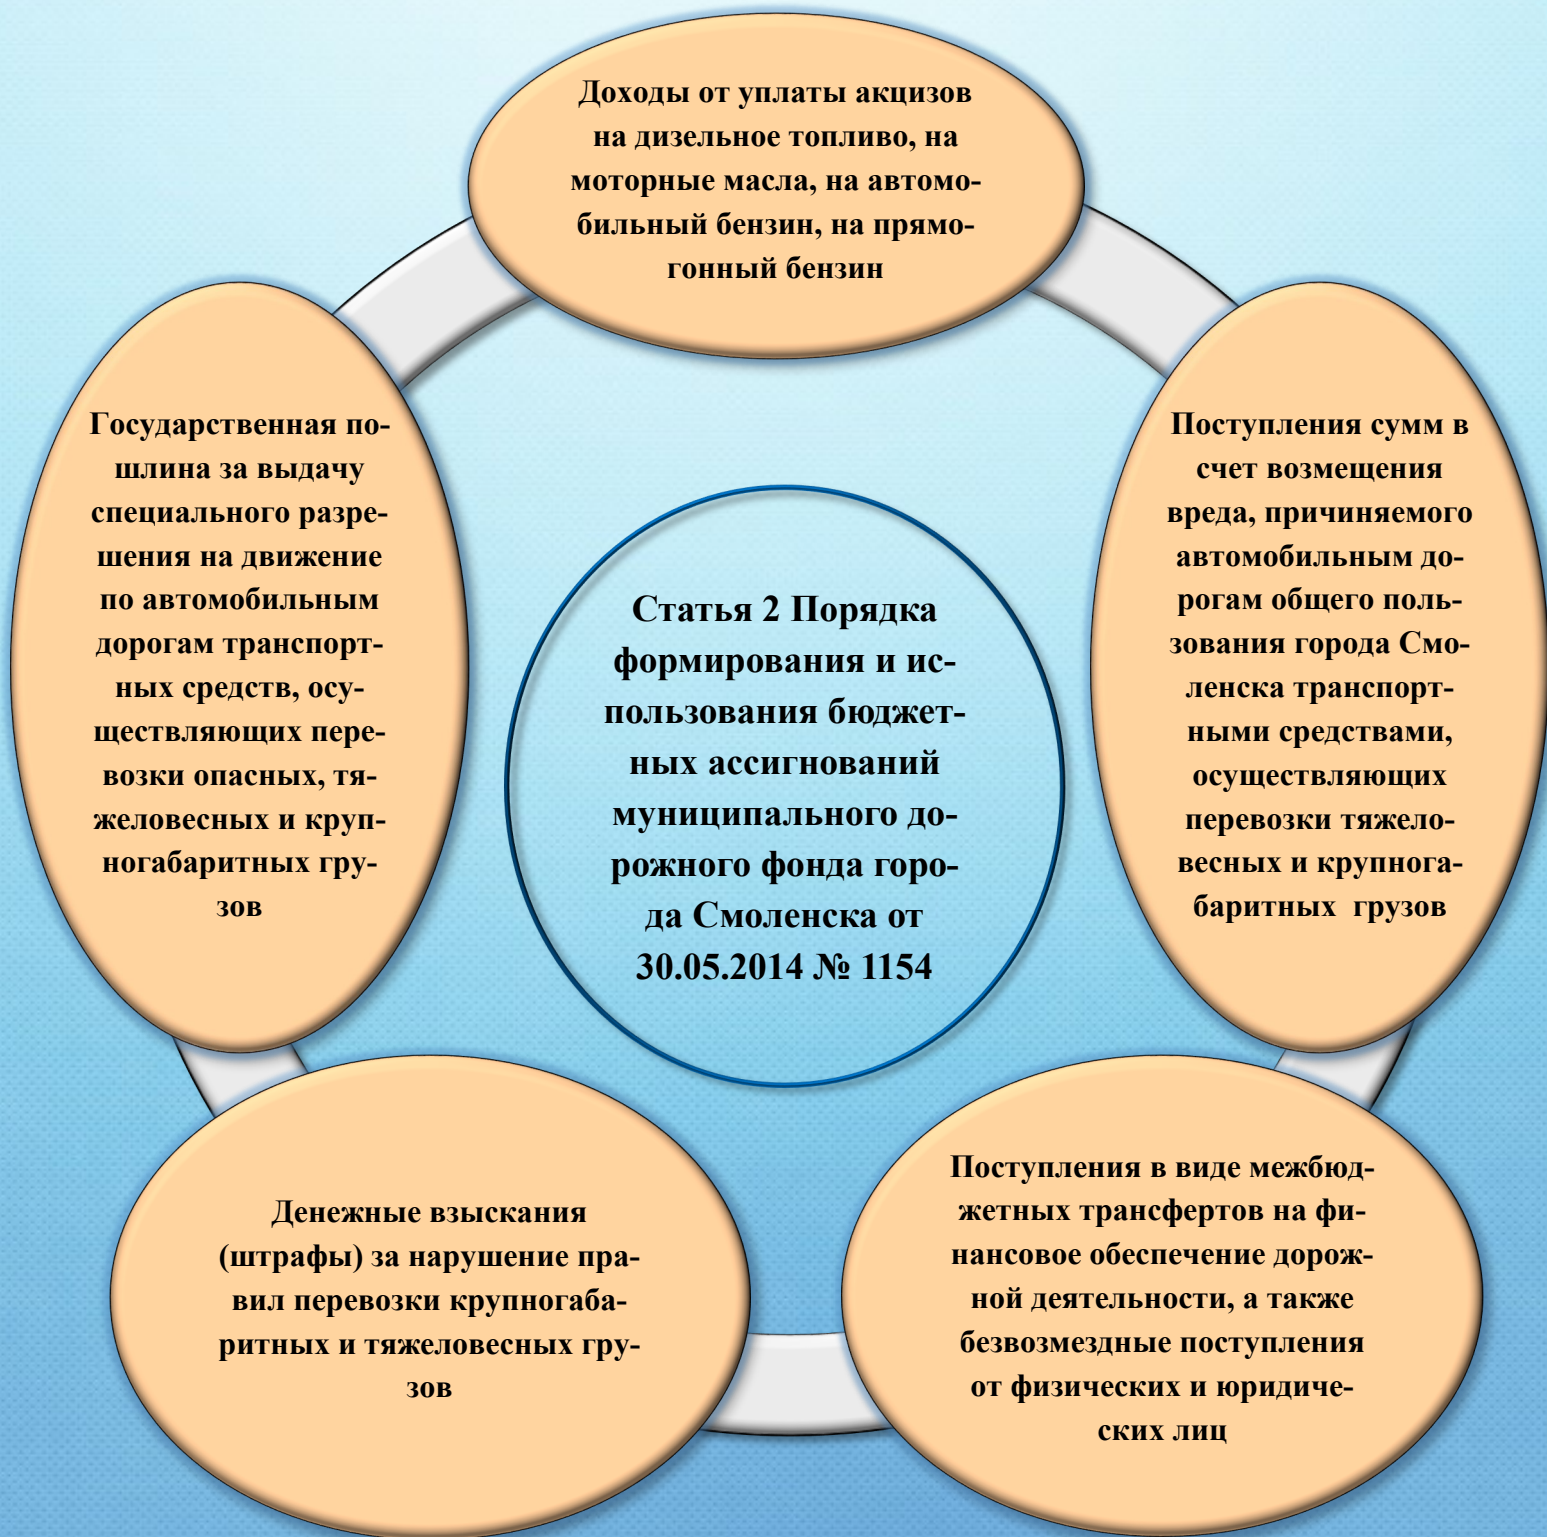 Доходы от уплаты акцизов
на дизельное топливо, на
моторные масла, на автомо-
бильный бензин, на прямо-
гонный бензин
Государственная по-
шлина за выдачу
специального разре-
шения на движение
по автомобильным
дорогам транспорт-
ных средств, осу-
ществляющих пере-
возки опасных, тя-
желовесных и круп-
ногабаритных гру-
зов
Статья 2 Порядка
формирования и ис-
пользования бюджет-
ных ассигнований
муниципального до-
рожного фонда горо-
да Смоленска от
30.05.2014 № 1154
Поступления сумм в
счет возмещения
вреда, причиняемого
автомобильным до-
рогам общего поль-
зования города Смо-
ленска транспорт-
ными средствами,
осуществляющих
перевозки тяжело-
весных и крупнога-
баритных  грузов
Денежные взыскания
(штрафы) за нарушение пра-
вил перевозки крупногаба-
ритных и тяжеловесных гру-
зов
Поступления в виде межбюд-
жетных трансфертов на фи-
нансовое обеспечение дорож-
ной деятельности, а также
безвозмездные поступления
от физических и юридиче-
ских лиц